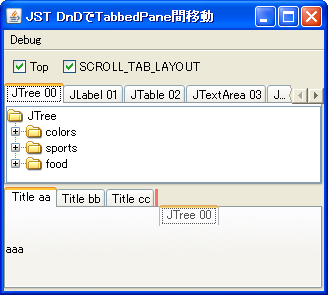 JST DnDでTabbedPane間移動
Debug
Top SCROLL_TAB_LAYOUT
JTree 00 JLabel 01 JTable 02 JTextArea 03 J...
JTree
colors
sports
food
Title aa Title bb Title cc
JTree 00
aaa